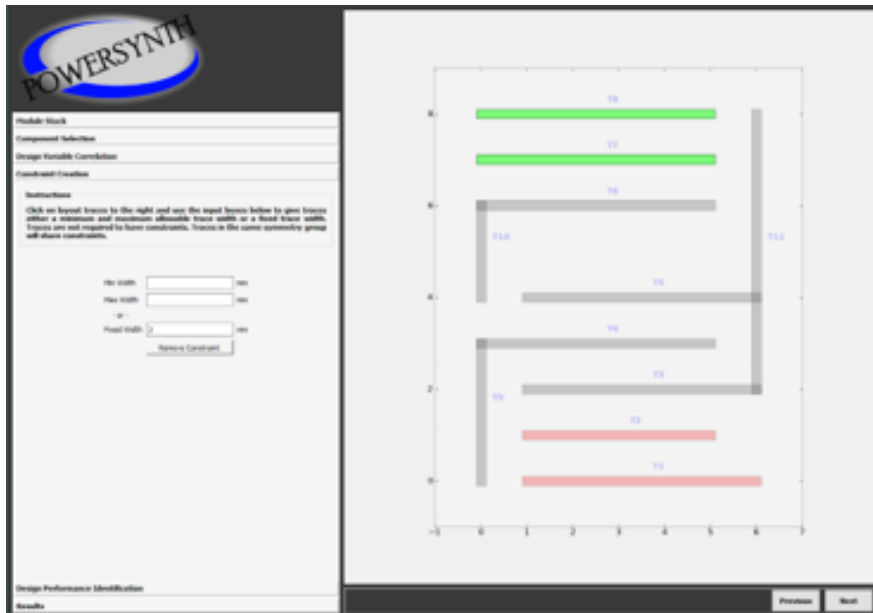 POWERSYNTH
Module Stack
Component Selection
Design Variable Correlation
Constraint Creation
Instructions
Click on layout traces to the right and use the input boxes below to give traces
either a minimum and maximum allowable trace width or a fixed trace width.
Traces are not required to have constraints. Traces in the same symmetry group
will share constraints.
Min Width mm
Max Width mm
- or -
Fixed Width 2 mm
Remove Constraint
Design Performance Identification
Results
T8
8
T7
T6
6
T10 T11
T5
4
T4
T3
2
T9
T2
T1
0
-1 0 1 2 3 4 5 6 7
Previous Next